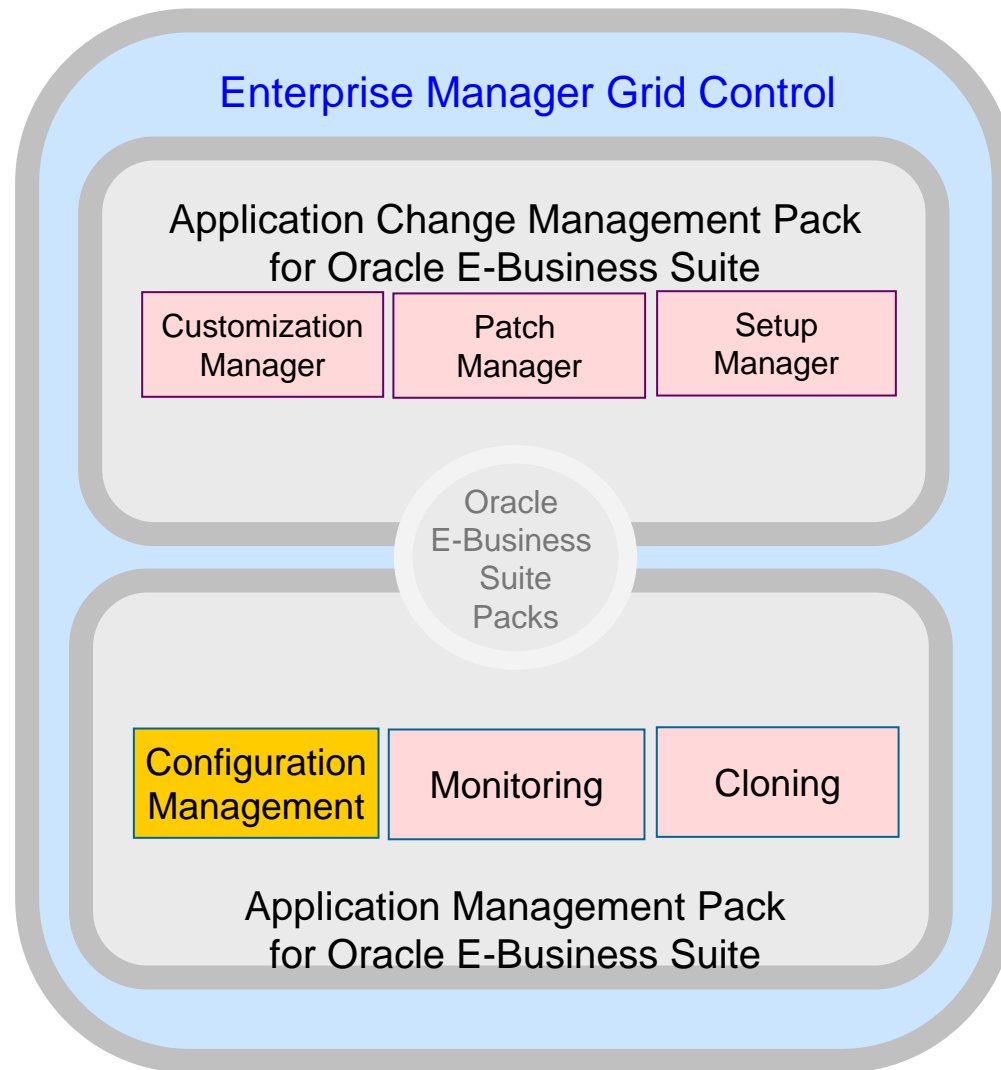 Enterprise Manager Grid Control
Application Change Management Pack
for Oracle E-Business Suite
Customization
Manager
Patch
Manager
Setup
Manager
Oracle
E-Business
Suite
Packs
Configuration
Management
Monitoring
Cloning
Application Management Pack
for Oracle E-Business Suite